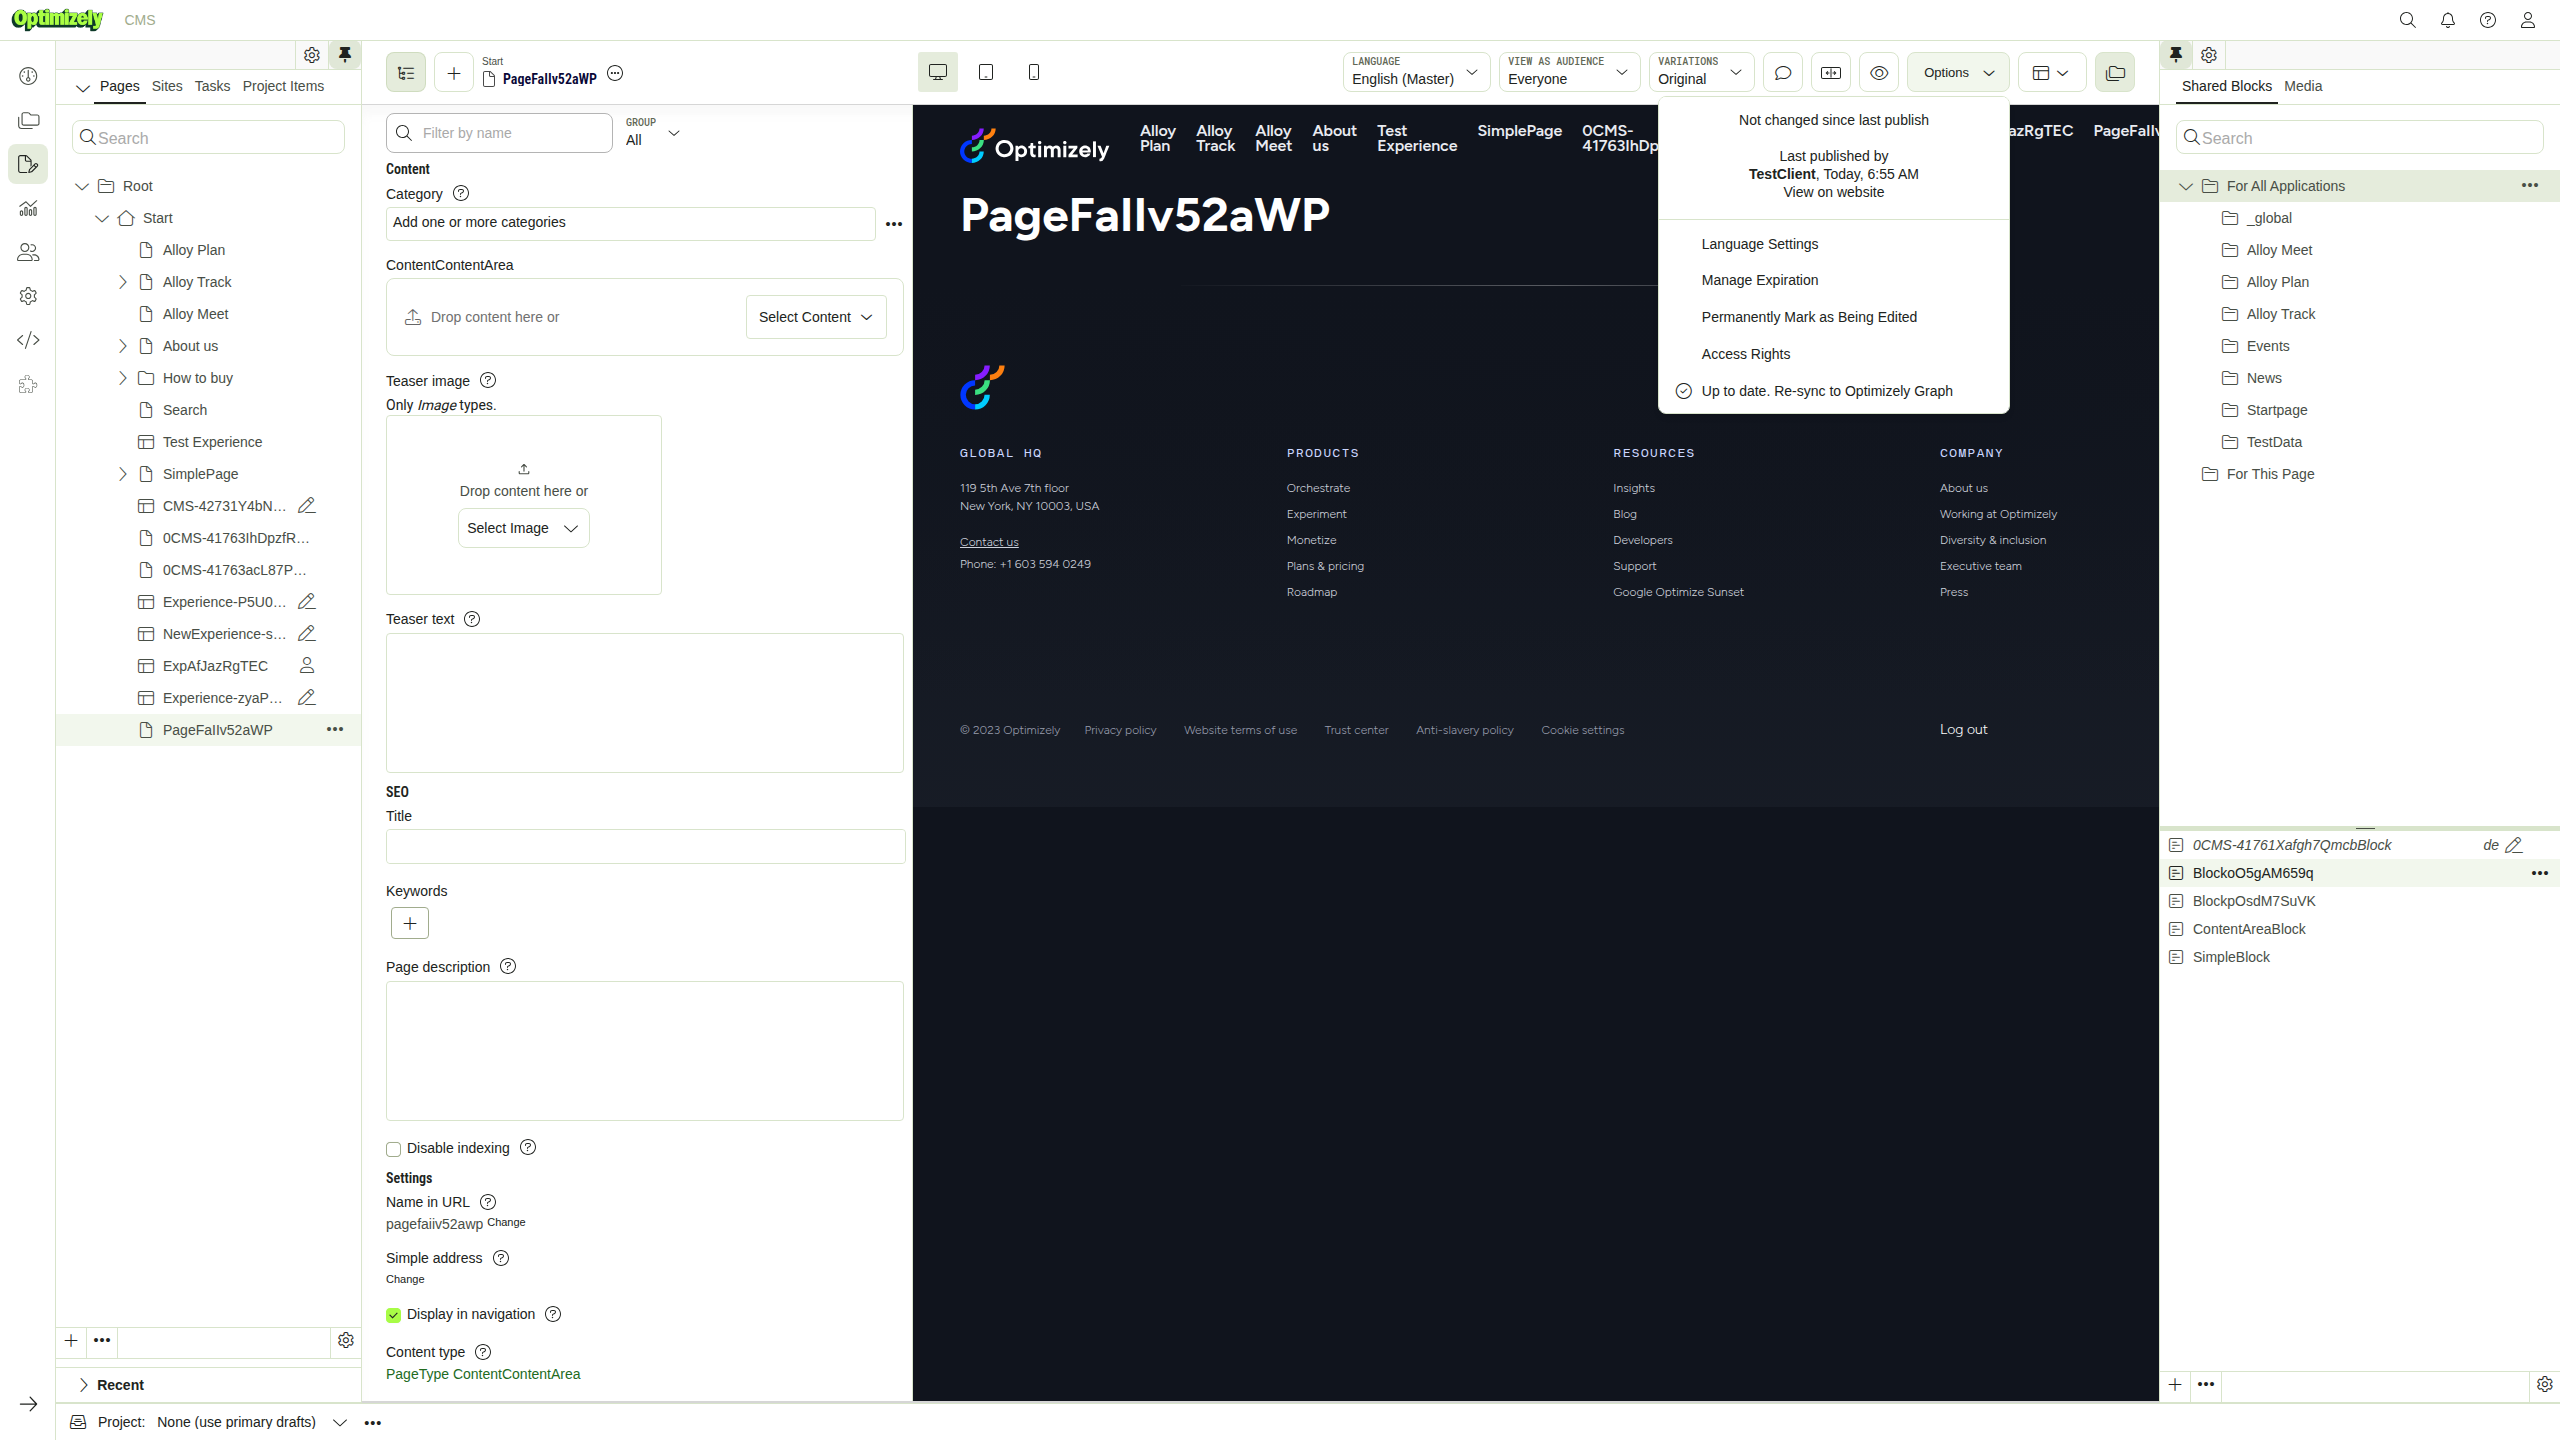 Optimizely CMS
Pages Sites Tasks Project Items
Search
Root
Start
Alloy Plan
Alloy Track
Alloy Meet
About us
How to buy
Search
Test Experience
SimplePage
CMS-42731Y4bN...
0CMS-41763IhDpzfR...
0CMS-41763acL87P...
Experience-P5U0...
NewExperience-s...
ExpAfJazRgTEC
Experience-zyaP...
PageFaIIv52aWP
Recent
Project: None (use primary drafts)
Start
PageFaIIv52aWP
LANGUAGE
English (Master)
VIEW AS AUDIENCE
Everyone
VARIATIONS
Original
Options
Filter by name
GROUP
All
Content
Category
Add one or more categories
ContentContentArea
Drop content here or
Select Content
Teaser image
Only Image types.
Drop content here or
Select Image
Teaser text
SEO
Title
Keywords
Page description
Disable indexing
Settings
Name in URL
pagefaiiv52awp Change
Simple address
Change
Display in navigation
Content type
PageType ContentContentArea
Optimizely
Alloy Plan
Alloy Track
Alloy Meet
About us
Test Experience
SimplePage
0CMS-
41763IhDp
azRgTEC
PageFaIIv
PageFaIIv52aWP
Not changed since last publish
Last published by
TestClient, Today, 6:55 AM
View on website
Language Settings
Manage Expiration
Permanently Mark as Being Edited
Access Rights
Up to date. Re-sync to Optimizely Graph
GLOBAL HQ
119 5th Ave 7th floor
New York, NY 10003, USA
Contact us
Phone: +1 603 594 0249
PRODUCTS
Orchestrate
Experiment
Monetize
Plans & pricing
Roadmap
RESOURCES
Insights
Blog
Developers
Support
Google Optimize Sunset
COMPANY
About us
Working at Optimizely
Diversity & inclusion
Executive team
Press
© 2023 Optimizely Privacy policy Website terms of use Trust center Anti-slavery policy Cookie settings
Log out
Shared Blocks Media
Search
For All Applications
_global
Alloy Meet
Alloy Plan
Alloy Track
Events
News
Startpage
TestData
For This Page
0CMS-41761Xafgh7QmcbBlock de
BlockoO5gAM659q
BlockpOsdM7SuVK
ContentAreaBlock
SimpleBlock